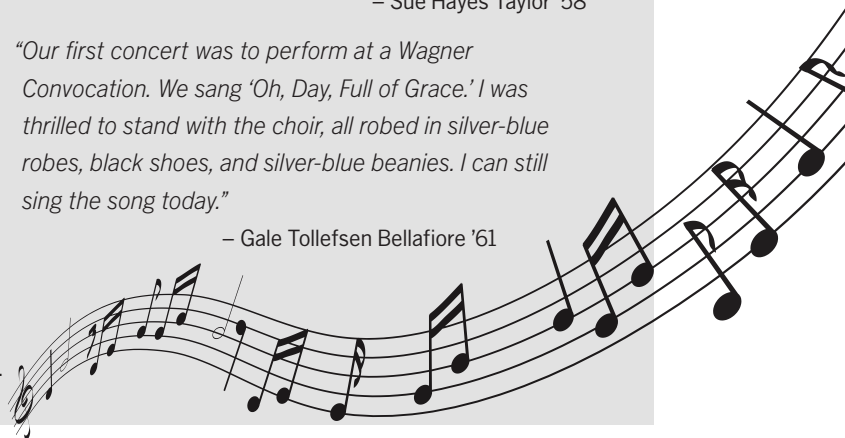 – Sue Hayes Taylor ’58
“Our first concert was to perform at a Wagner
Convocation. We sang ‘Oh, Day, Full of Grace.’ I was
thrilled to stand with the choir, all robed in silver-blue
robes, black shoes, and silver-blue beanies. I can still
sing the song today.”
– Gale Tollefsen Bellafiore ’61